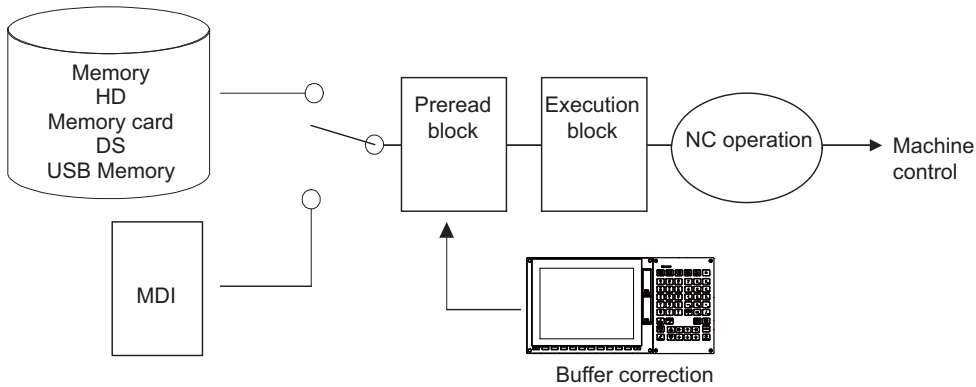 Memory
HD
Memory card
DS
USB Memory
MDI
Preread
block
Execution
block
NC operation
Machine
control
Buffer correction